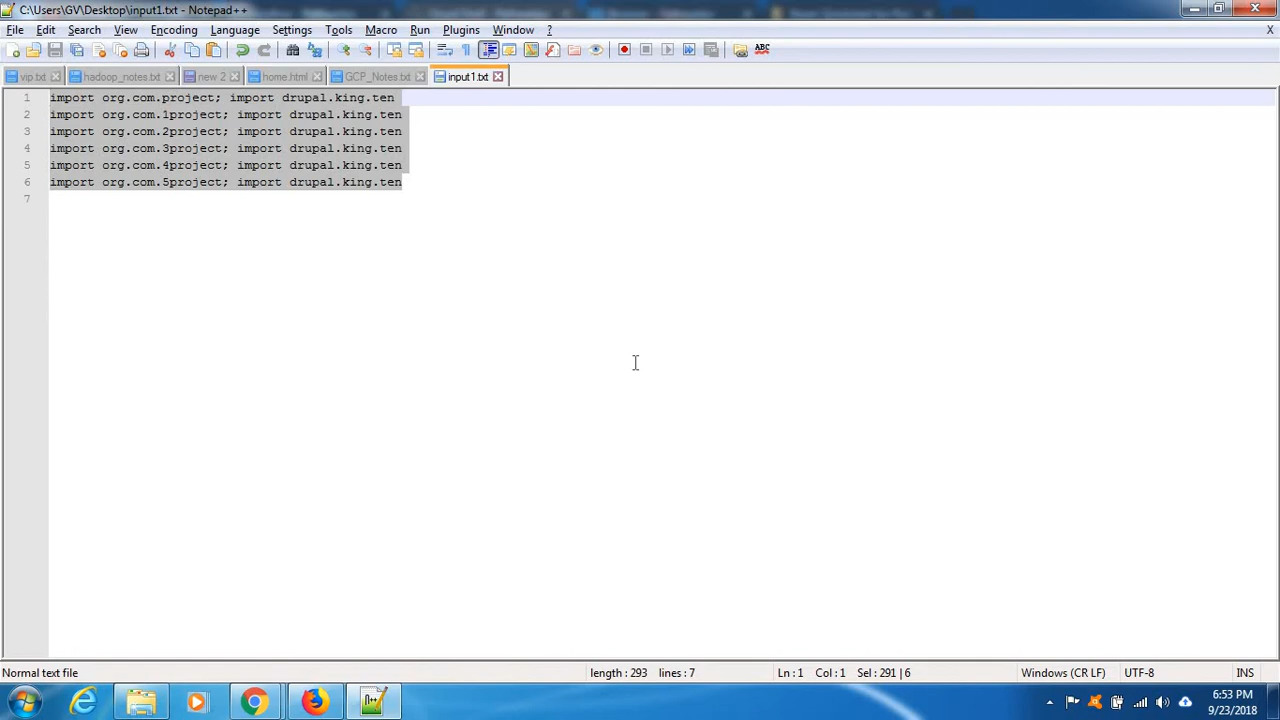 C:\Users\GV\Desktop\input1.txt - Notepad++
File Edit Search View Encoding Language Settings Tools Macro Run Plugins Window ? X
ABC
vip.txt hadoop_notes.txt new 2 home.html GCP_Notes.txt input1.txt
1 import org.com.project; import drupal.king.ten
2 import org.com.1project; import drupal.king.ten
3 import org.com.2project; import drupal.king.ten
4 import org.com.3project; import drupal.king.ten
5 import org.com.4project; import drupal.king.ten
6 import org.com.5project; import drupal.king.ten
7
Normal text file length : 293 lines : 7 Ln : 1 Col : 1 Sel : 291 | 6 Windows (CR LF) UTF-8 INS
6:53 PM
9/23/2018